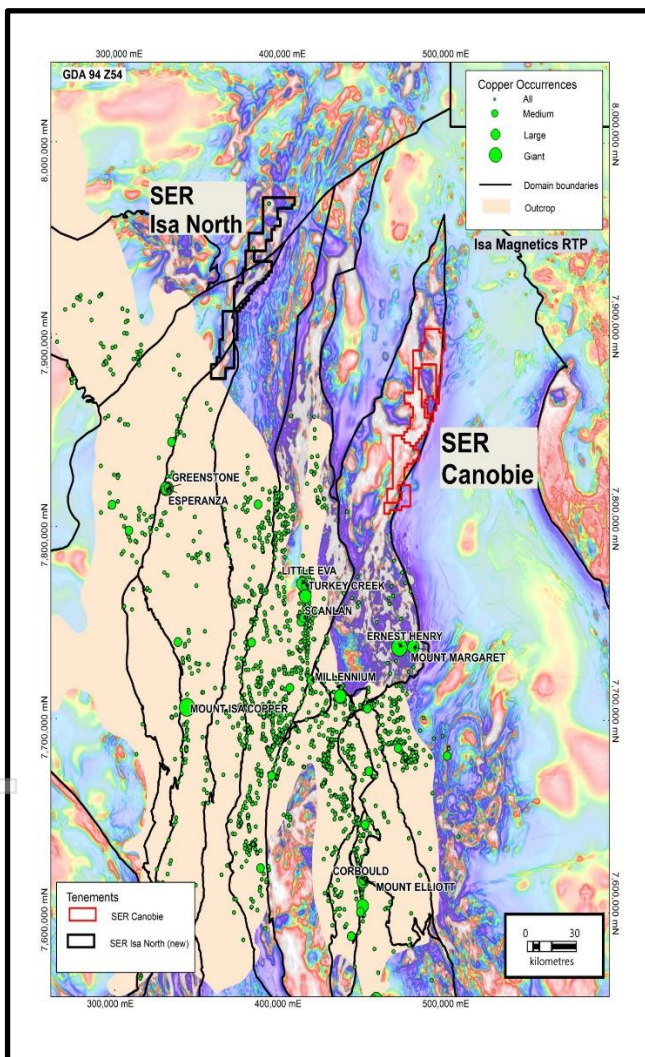 300,000 mE
400,000 mE
500,000 mE
GDA 94 Z54
Copper Occurrences
All
Medium
Large
Giant
Domain boundaries
Outcrop
8,000,000 mN
8,000,000 mN
SER
Isa North
Isa Magnetics RTP
7,900,000 mN
7,900,000 mN
SER
Canobie
GREENSTONE
ESPERANZA
7,800,000 mN
7,800,000 mN
LITTLE EVA
TURKEY CREEK
SCANLAN
ERNEST HENRY
MOUNT MARGARET
MILLENNIUM
MOUNT ISA COPPER
7,700,000 mN
7,700,000 mN
CORBOULD
MOUNT ELLIOTT
7,600,000 mN
7,600,000 mN
Tenements
SER Canobie
SER Isa North (new)
0 30
kilometres
300,000 mE
400,000 mE
500,000 mE